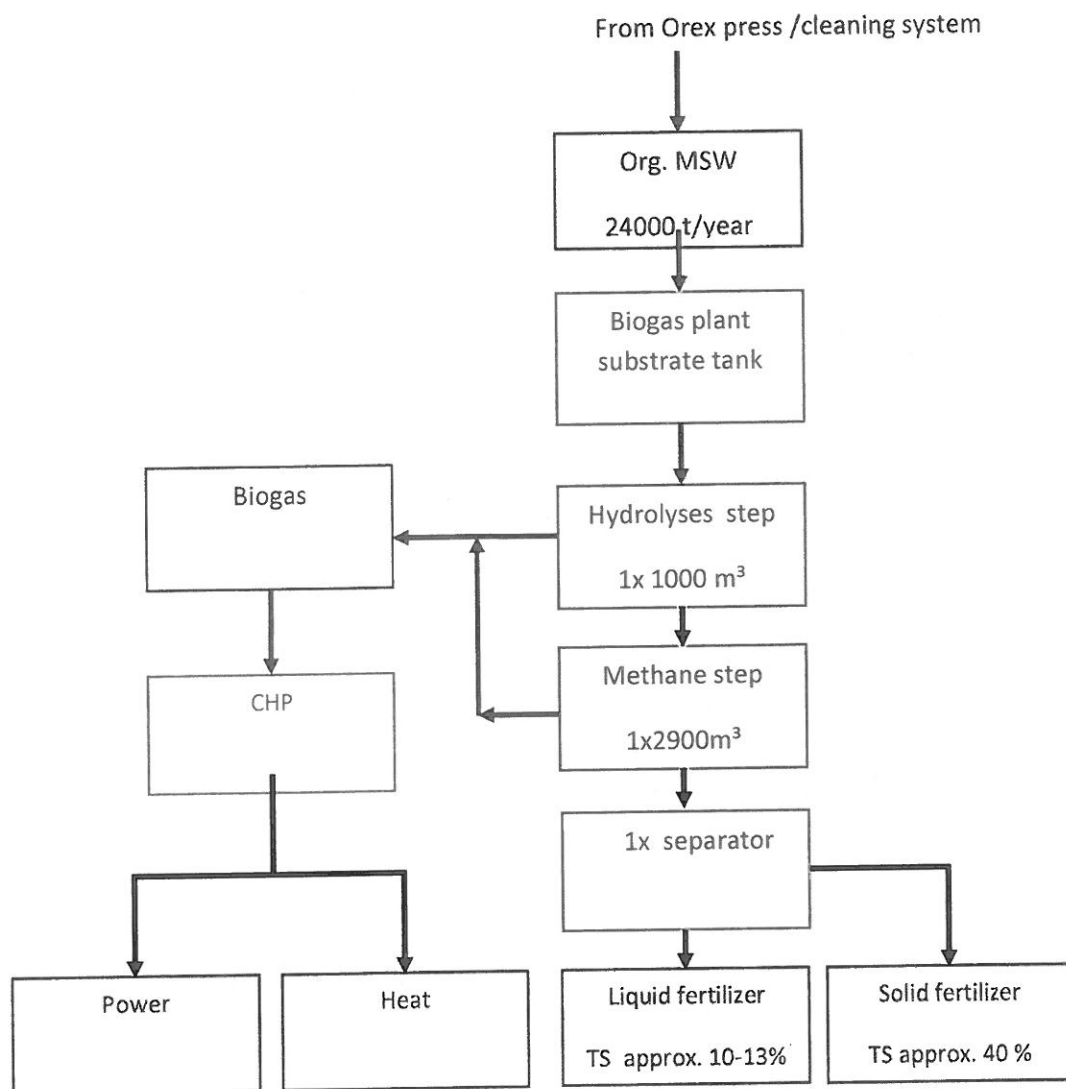 From Orex press /cleaning system
Org. MSW
24000 t/year
Biogas plant
substrate tank
Biogas
Hydrolyses step
1x 1000 m³
CHP
Methane step
1x2900m³
1x separator
Power
Heat
Liquid fertilizer
TS approx. 10-13%
Solid fertilizer
TS approx. 40 %